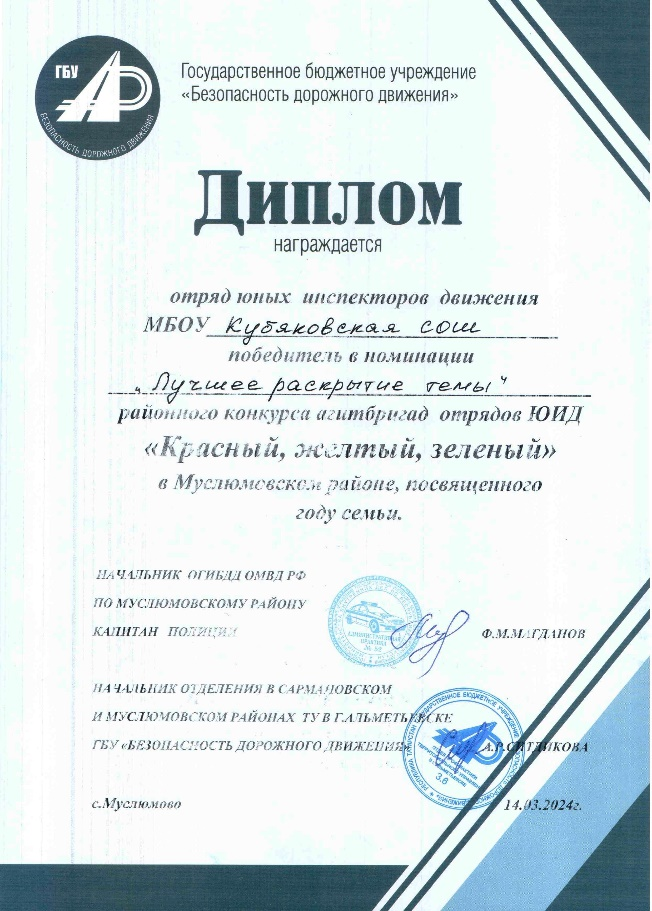 ГБУ
БЕЗОПАСНОСТЬ ДОРОЖНОГО ДВИЖЕНИЯ
Государственное бюджетное учреждение
«Безопасность дорожного движения»
Диплом
награждается
отряд юных инспекторов движения
МБОУ Кубяковская сош
победитель в номинации
„Лучшее раскрытие темы"
районного конкурса агитбригад отрядов ЮИД
«Красный, желтый, зеленый»
в Муслюмовском районе, посвященного
году семьи.
НАЧАЛЬНИК ОГИБДД ОМВД РФ
ПО МУСЛЮМОВСКОМУ РАЙОНУ
КАПИТАН ПОЛИЦИИ Ф.М.МАГДАНОВ
НАЧАЛЬНИК ОТДЕЛЕНИЯ В САРМАНОВСКОМ
И МУСЛЮМОВСКОМ РАЙОНАХ ТУ В Г.АЛЬМЕТЬЕВСКЕ
ГБУ «БЕЗОПАСНОСТЬ ДОРОЖНОГО ДВИЖЕНИЯ» А.Р.СИТДИКОВА
3.6
с.Муслюмово 14.03.2024г.